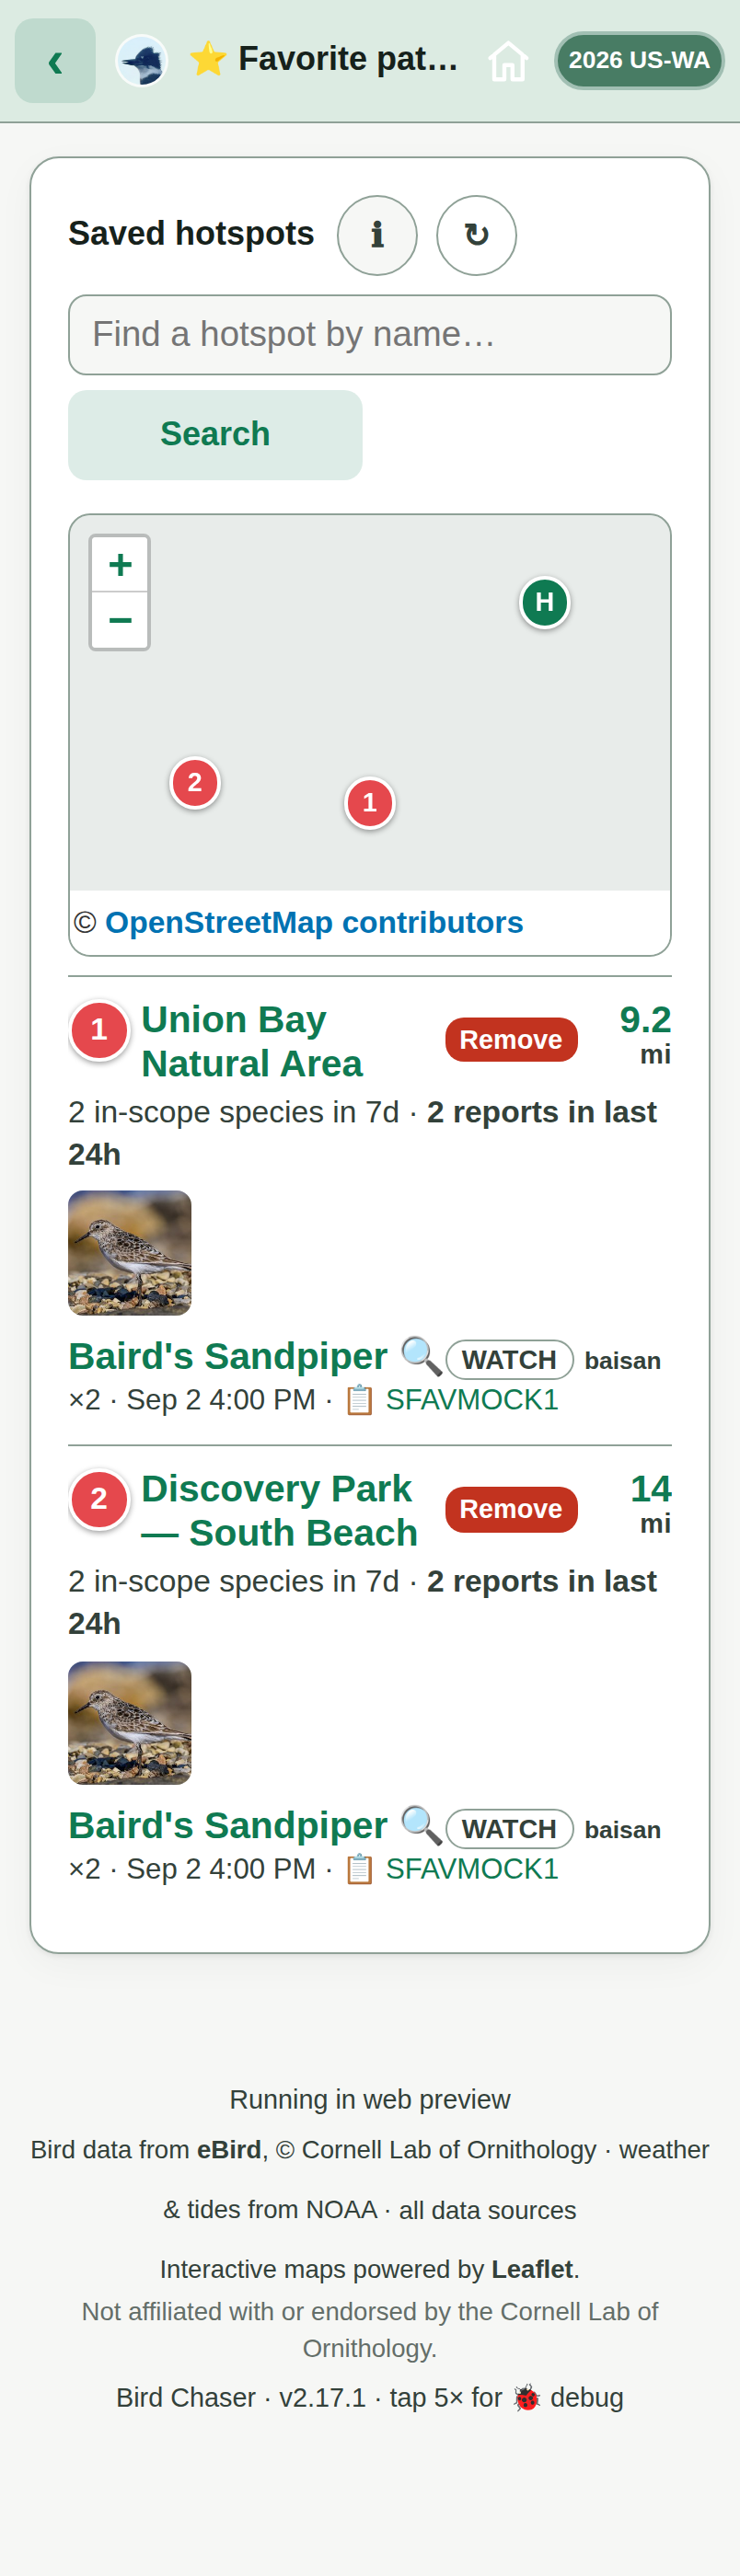 ‹ ⭐ Favorite pat… 2026 US-WA
Saved hotspots ℹ ↻
Find a hotspot by name…
Search
+
H
−
2
1
© OpenStreetMap contributors
1 Union Bay Remove 9.2
Natural Area mi
2 in-scope species in 7d · 2 reports in last
24h
Baird's Sandpiper 🔍 WATCH baisan
×2 · Sep 2 4:00 PM · 📋 SFAVMOCK1
2 Discovery Park Remove 14
— South Beach mi
2 in-scope species in 7d · 2 reports in last
24h
Baird's Sandpiper 🔍 WATCH baisan
×2 · Sep 2 4:00 PM · 📋 SFAVMOCK1
Running in web preview
Bird data from eBird, © Cornell Lab of Ornithology · weather
& tides from NOAA · all data sources
Interactive maps powered by Leaflet.
Not affiliated with or endorsed by the Cornell Lab of
Ornithology.
Bird Chaser · v2.17.1 · tap 5× for 🐞 debug